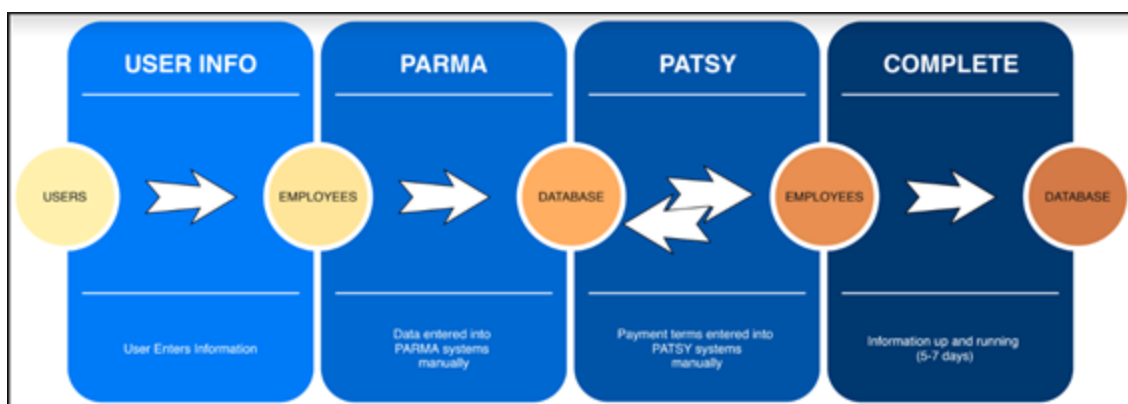 USER INFO
PARMA
PATSY
COMPLETE
USERS
EMPLOYEES
DATABASE
EMPLOYEES
DATABASE
User Enters Information
Data entered into
PARMA systems
manually
Payment terms entered into
PATSY systems
manually
Information up and running
(5-7 days)